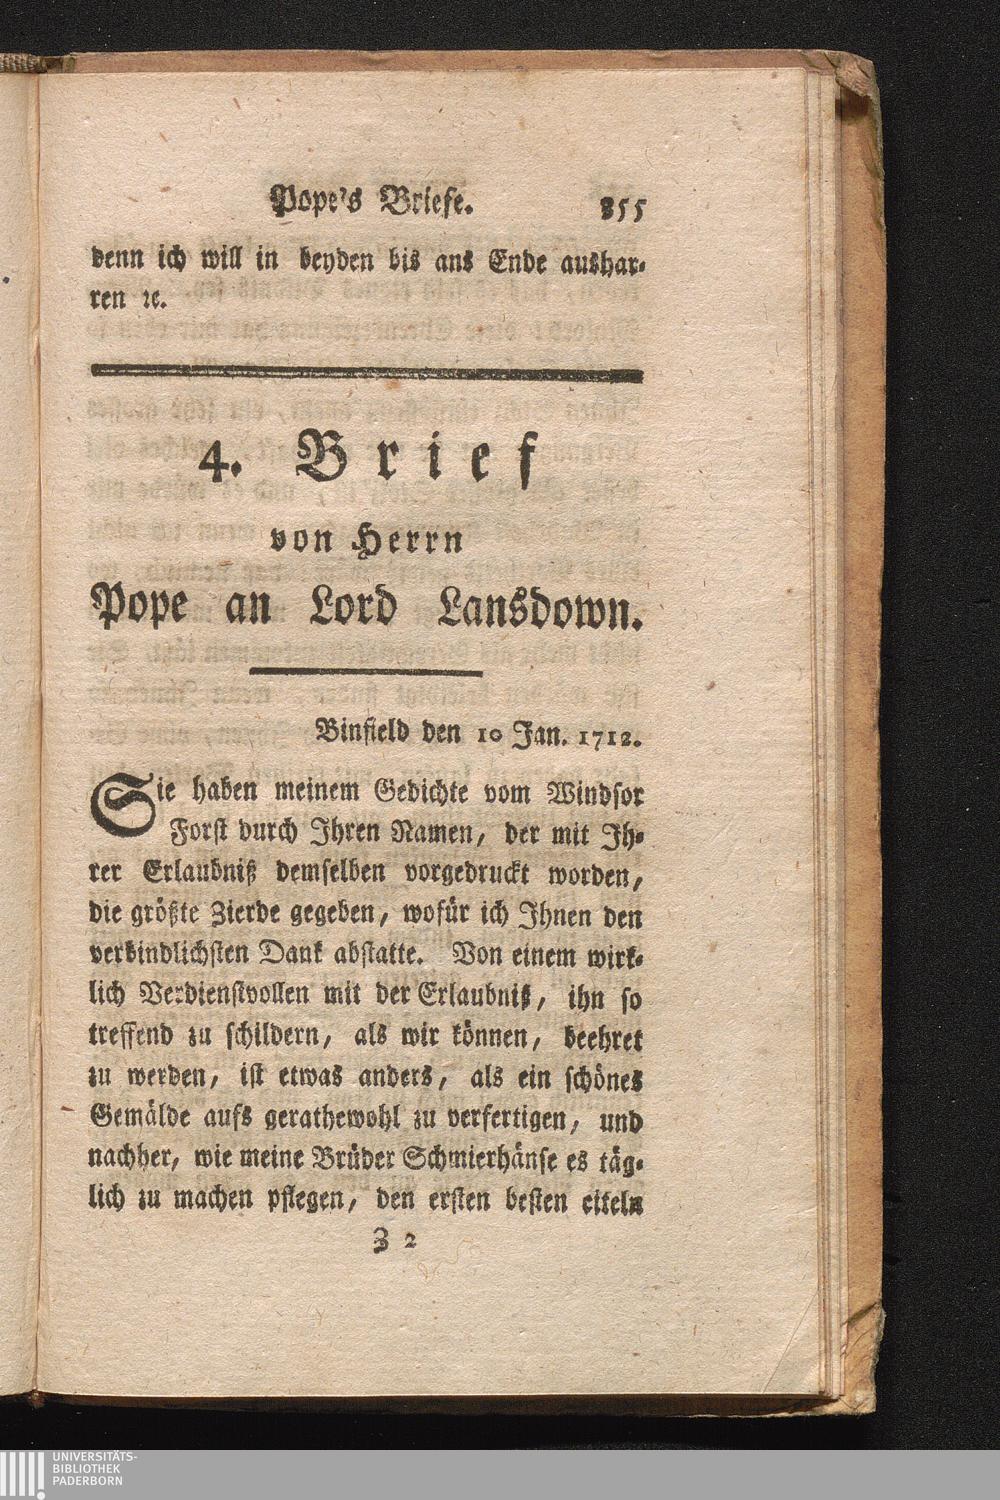 Pope's Briefe. 355
denn ich will in beyden bis ans Ende aushar-
ren ꝛc.
4. Brief
von Herrn
Pope an Lord Lansdown.
Binfield den 10 Jan. 1712.
Sie haben meinem Gedichte vom Windsor
Forst durch Ihren Namen, der mit Ih-
rer Erlaubniß demselben vorgedruckt worden,
die größte Zierde gegeben, wofür ich Ihnen den
verbindlichsten Dank abstatte. Von einem wirk-
lich Verdienstvollen mit der Erlaubniß, ihn so
treffend zu schildern, als wir können, beehret
zu werden, ist etwas anders, als ein schönes
Gemälde aufs gerathewohl zu verfertigen, und
nachher, wie meine Brüder Schmierhänse es täg-
lich zu machen pflegen, den ersten besten eiteln
Z 2
UNIVERSITÄTS-
BIBLIOTHEK
PADERBORN